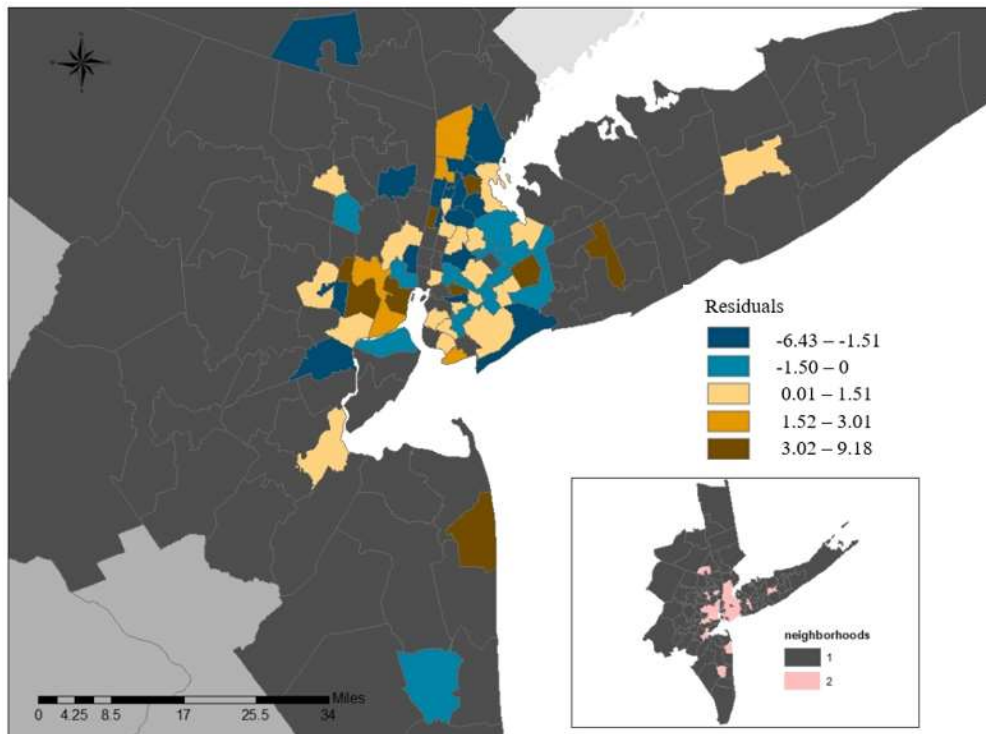 Residuals
-6.43 – -1.51
-1.50 – 0
0.01 – 1.51
1.52 – 3.01
3.02 – 9.18
neighborhoods
1
2
Miles
0 4.25 8.5 17 25.5 34